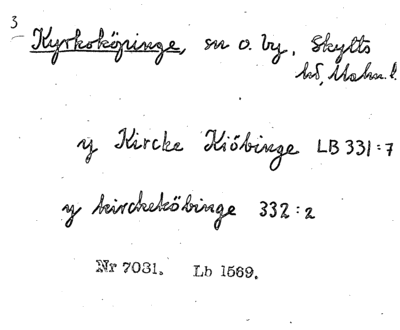 3
Kyrkoköpinge, sn o. by, Skytts
hd, Malm. l.
y Kircke Kiöbinge LB 331:7
y kirckeköbinge 332:2
Nr 7031. Lb 1569.